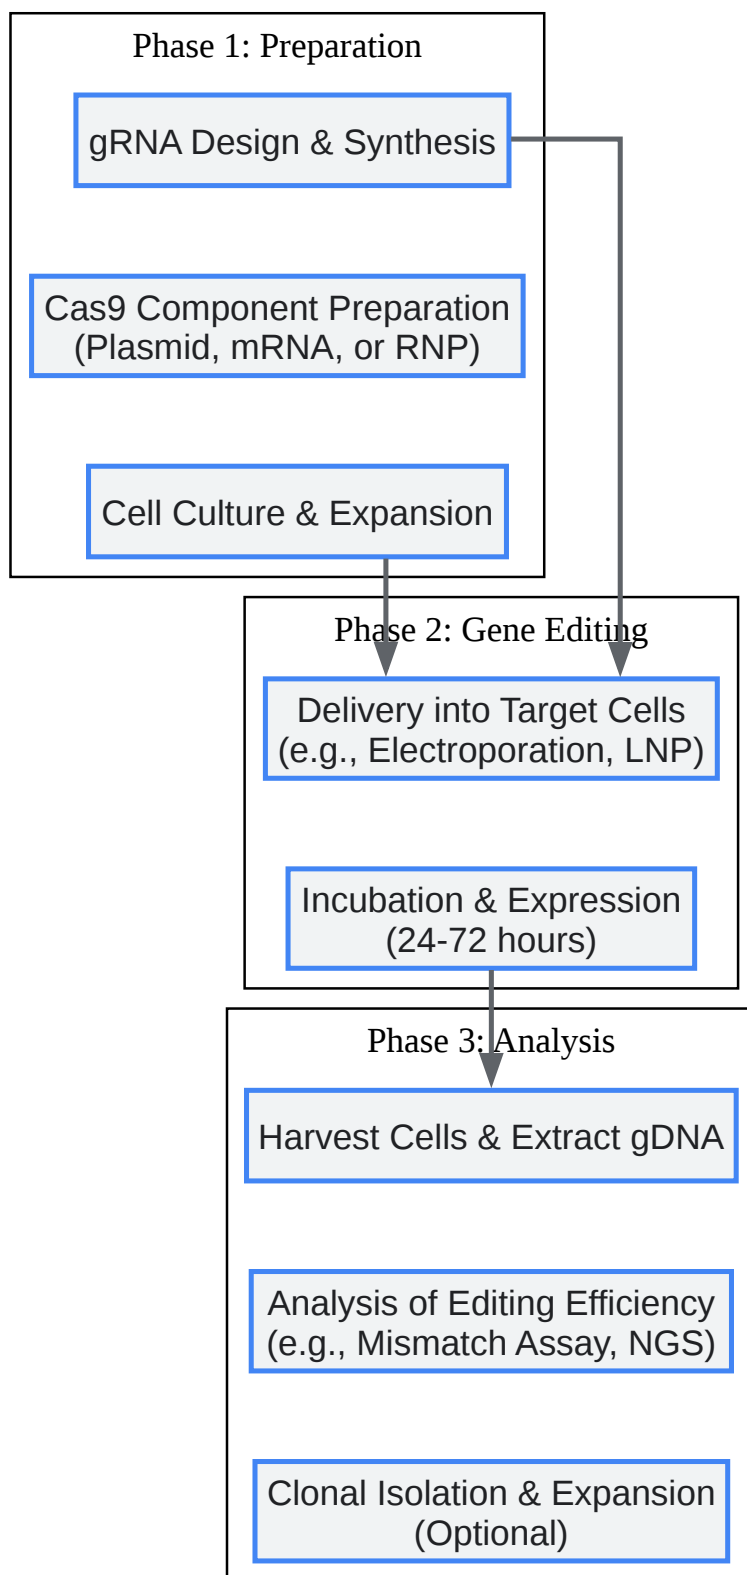 Phase 1: Preparation
gRNA Design & Synthesis
Cas9 Component Preparation
(Plasmid, mRNA, or RNP)
Cell Culture & Expansion
Phase 2: Gene Editing
Delivery into Target Cells
(e.g., Electroporation, LNP)
Incubation & Expression
(24-72 hours)
Phase 3: Analysis
Harvest Cells & Extract gDNA
Analysis of Editing Efficiency
(e.g., Mismatch Assay, NGS)
Clonal Isolation & Expansion
(Optional)